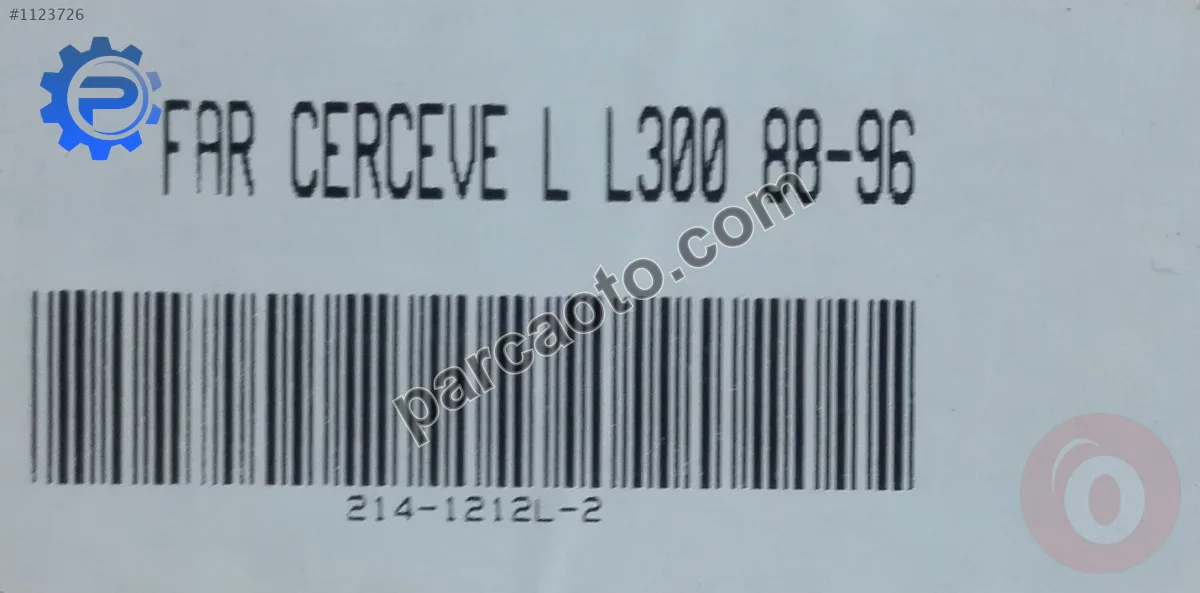 #1123726
FAR CERCEVE L L300 88-96
parcaoto.com
214-1212L-2